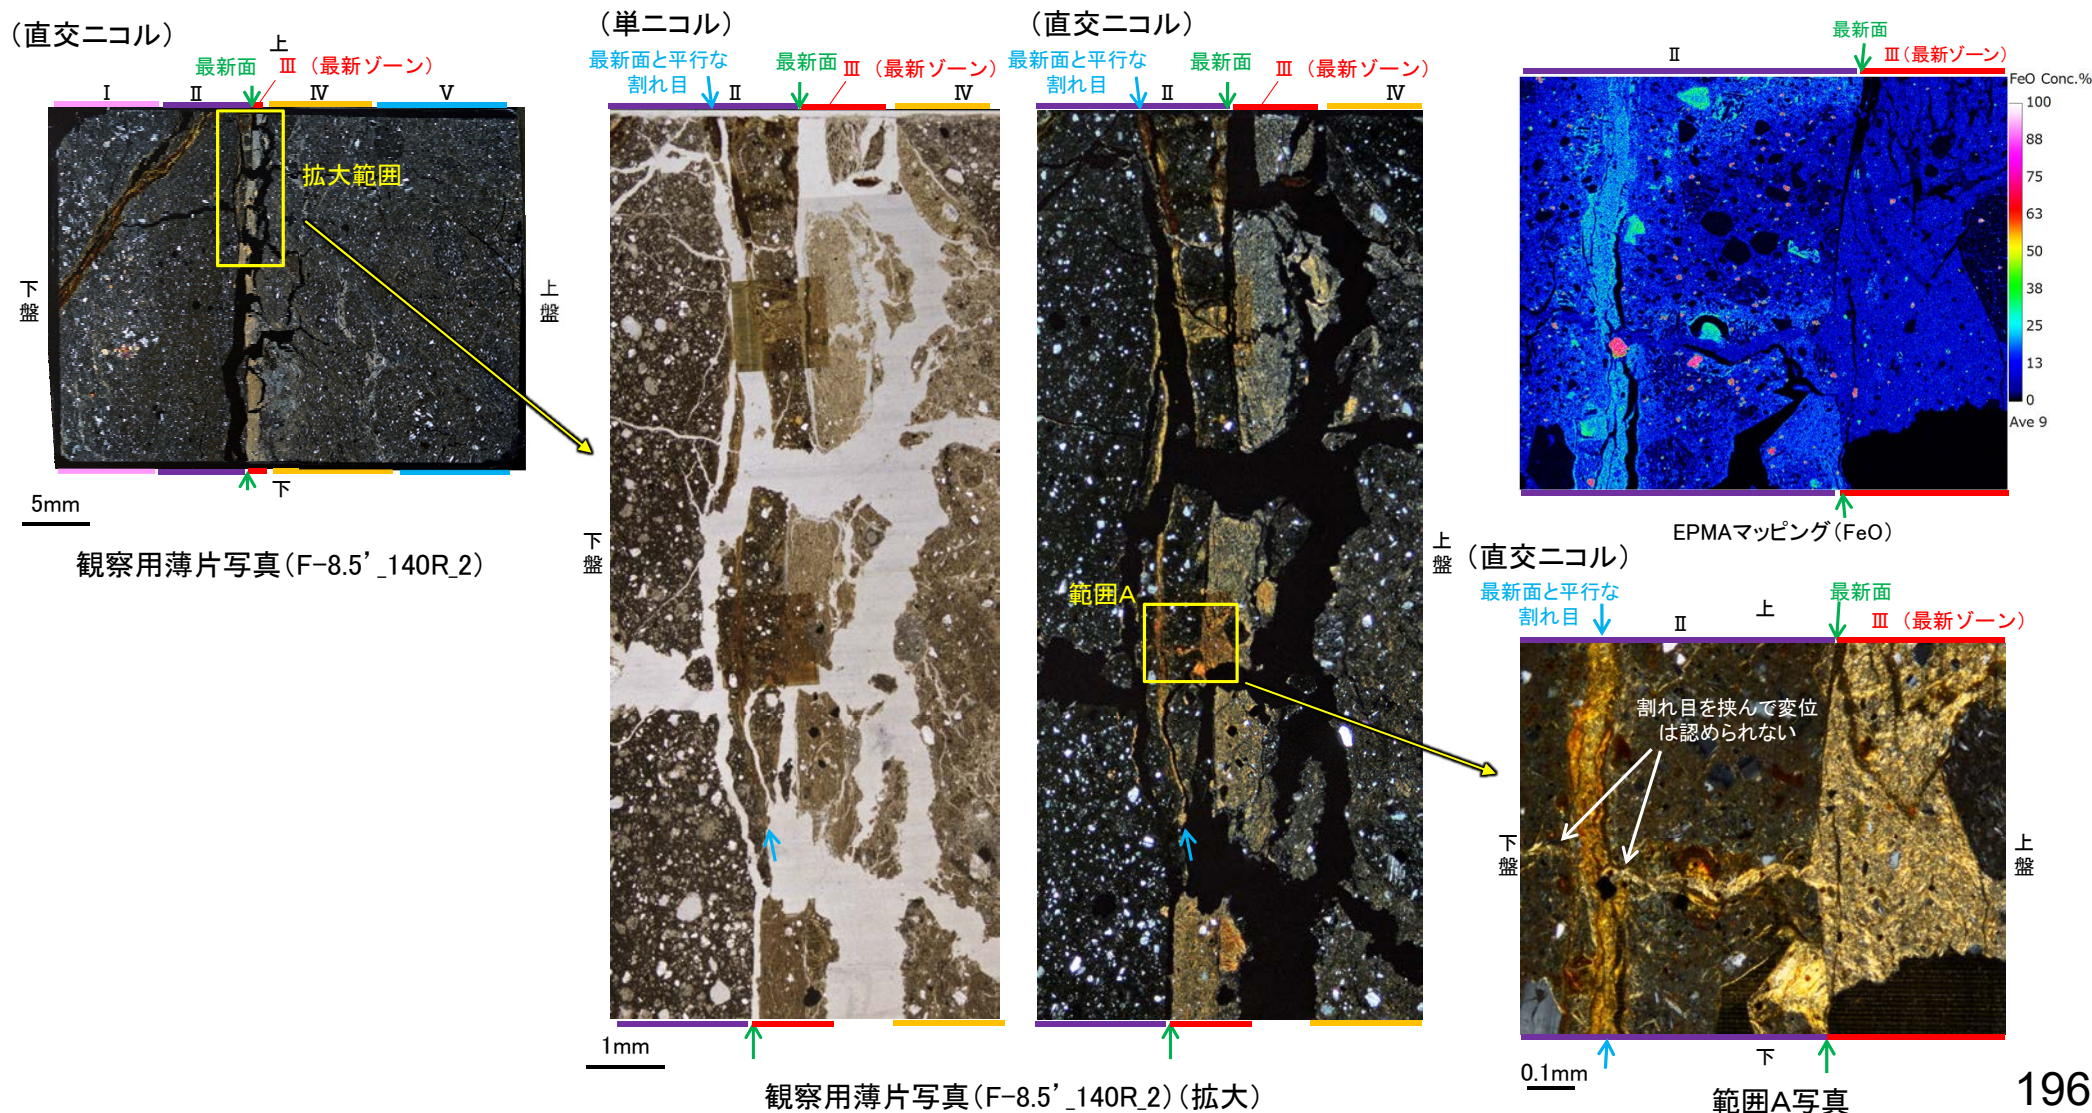 (直交ニコル)
上
最新面
Ⅲ (最新ゾーン)
Ⅰ
Ⅱ
Ⅳ
Ⅴ
拡大範囲
下盤
上盤
下
5mm
観察用薄片写真(F-8.5’_140R_2)
(単ニコル)
最新面と平行な
割れ目
Ⅱ
最新面
Ⅲ (最新ゾーン)
Ⅳ
下盤
1mm
(直交ニコル)
最新面と平行な
割れ目
Ⅱ
最新面
Ⅲ (最新ゾーン)
Ⅳ
範囲A
上盤
観察用薄片写真(F-8.5’_140R_2)(拡大)
最新面
Ⅱ
Ⅲ (最新ゾーン)
FeO Conc.%
100
88
75
63
50
38
25
13
0
Ave 9
EPMAマッピング(FeO)
(直交ニコル)
最新面と平行な
割れ目
Ⅱ
上
最新面
Ⅲ (最新ゾーン)
割れ目を挟んで変位
は認められない
下盤
上盤
下
0.1mm
範囲A写真
196